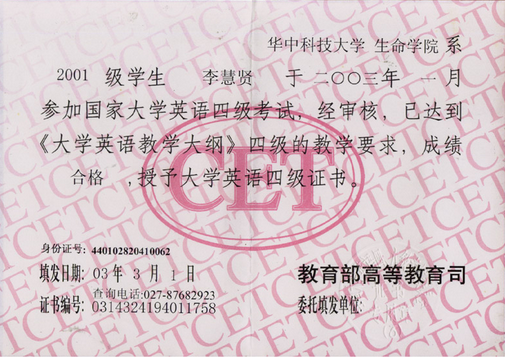 华中科技大学 生命学院 系
2001 级学生 李慧贤 于 二〇〇三年 一 月
参加国家大学英语四级考试，经审核，已达到
《大学英语教学大纲》四级的教学要求，成绩
合格 ，授予大学英语四级证书。
CET
身份证号：440102820410062
填发日期：03 年 3 月 1 日
教育部高等教育司
查询电话:027-87682923
委托填发单位:
证书编号：0314324194011758